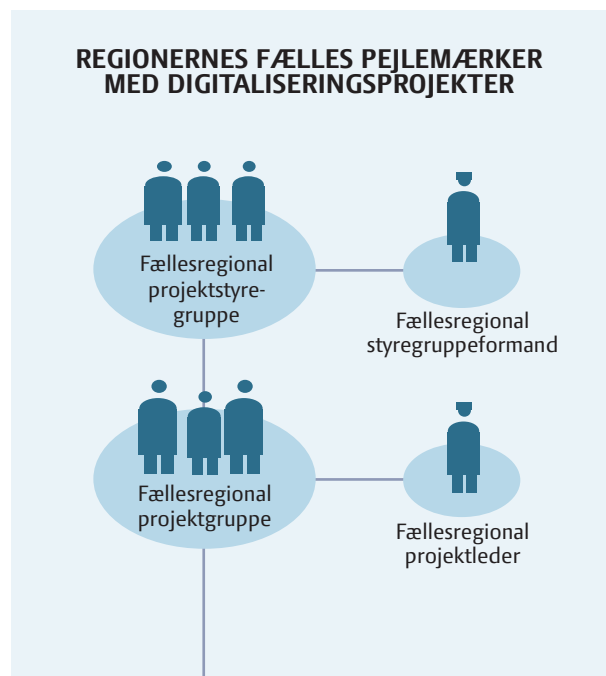 REGIONERNES FÆLLES PEJLEMÆRKER
MED DIGITALISERINGSPROJEKTER
Fællesregional
projektstyre-
gruppe
Fællesregional
styregruppeformand
Fællesregional
projektgruppe
Fællesregional
projektleder